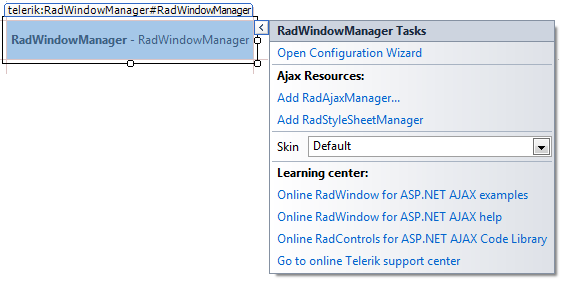 telerik:RadWindowManager#RadWindowManager
RadWindowManager - RadWindowManager
RadWindowManager Tasks
Open Configuration Wizard
Ajax Resources:
Add RadAjaxManager...
Add RadStyleSheetManager
Skin Default
Learning center:
Online RadWindow for ASP.NET AJAX examples
Online RadWindow for ASP.NET AJAX help
Online RadControls for ASP.NET AJAX Code Library
Go to online Telerik support center